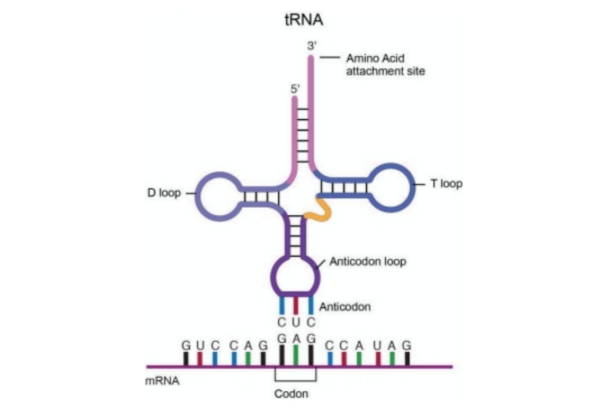 tRNA
3'
Amino Acid
attachment site
5'
D loop
T loop
Anticodon loop
Anticodon
C U C
G U C C A G G A G C C A U A G
mRNA
Codon